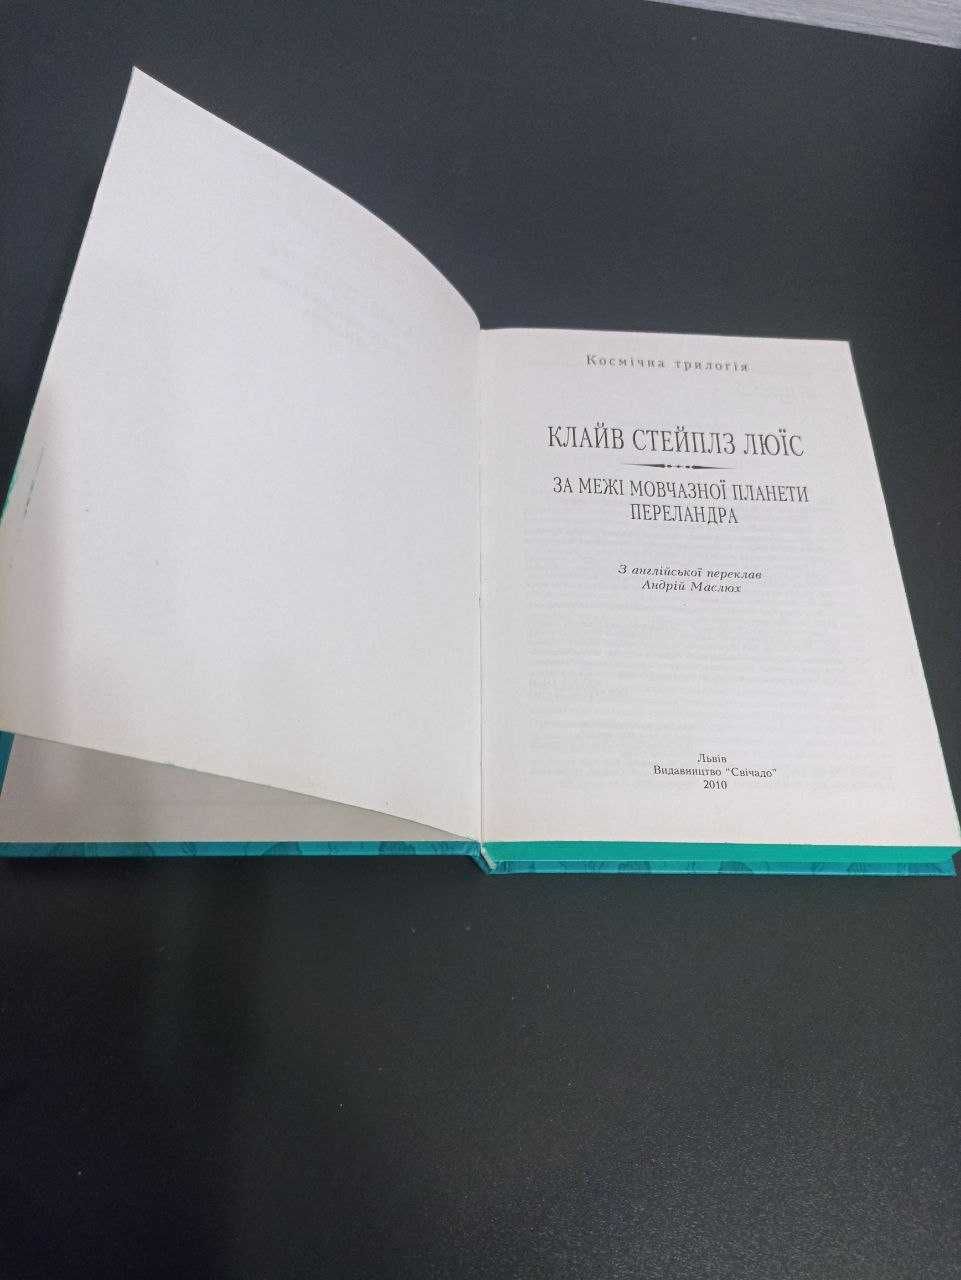 Космічна трилогія
КЛАЙВ СТЕЙПЛЗ ЛЮЇС
ЗА МЕЖІ МОВЧАЗНОЇ ПЛАНЕТИ
ПЕРЕЛАНДРА
З англійської переклав
Андрій Маслюх
Львів
Видавництво "Свічадо"
2010